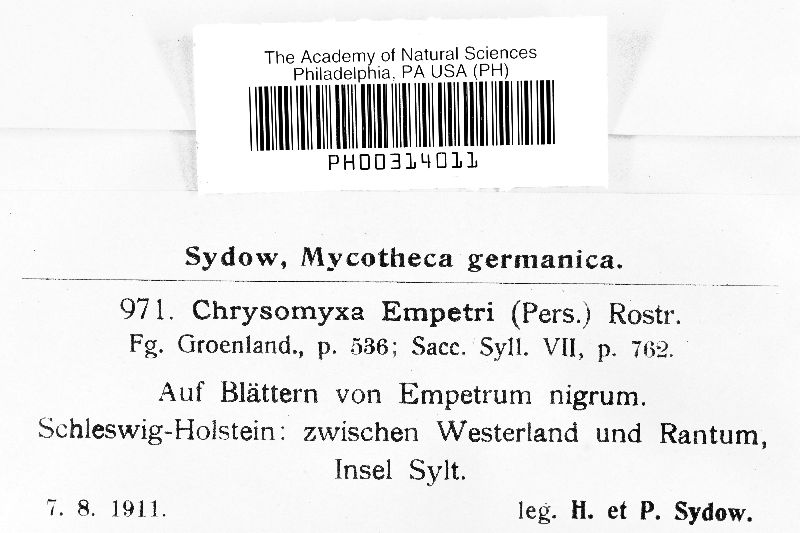 The Academy of Natural Sciences
Philadelphia, PA USA (PH)
PH00314011
Sydow, Mycotheca germanica.
971. Chrysomyxa Empetri (Pers.) Rostr.
Fg. Groenland., p. 536; Sacc. Syll. VII, p. 762.
Auf Blättern von Empetrum nigrum.
Schleswig-Holstein: zwischen Westerland und Rantum,
Insel Sylt.
7. 8. 1911. leg. H. et P. Sydow.